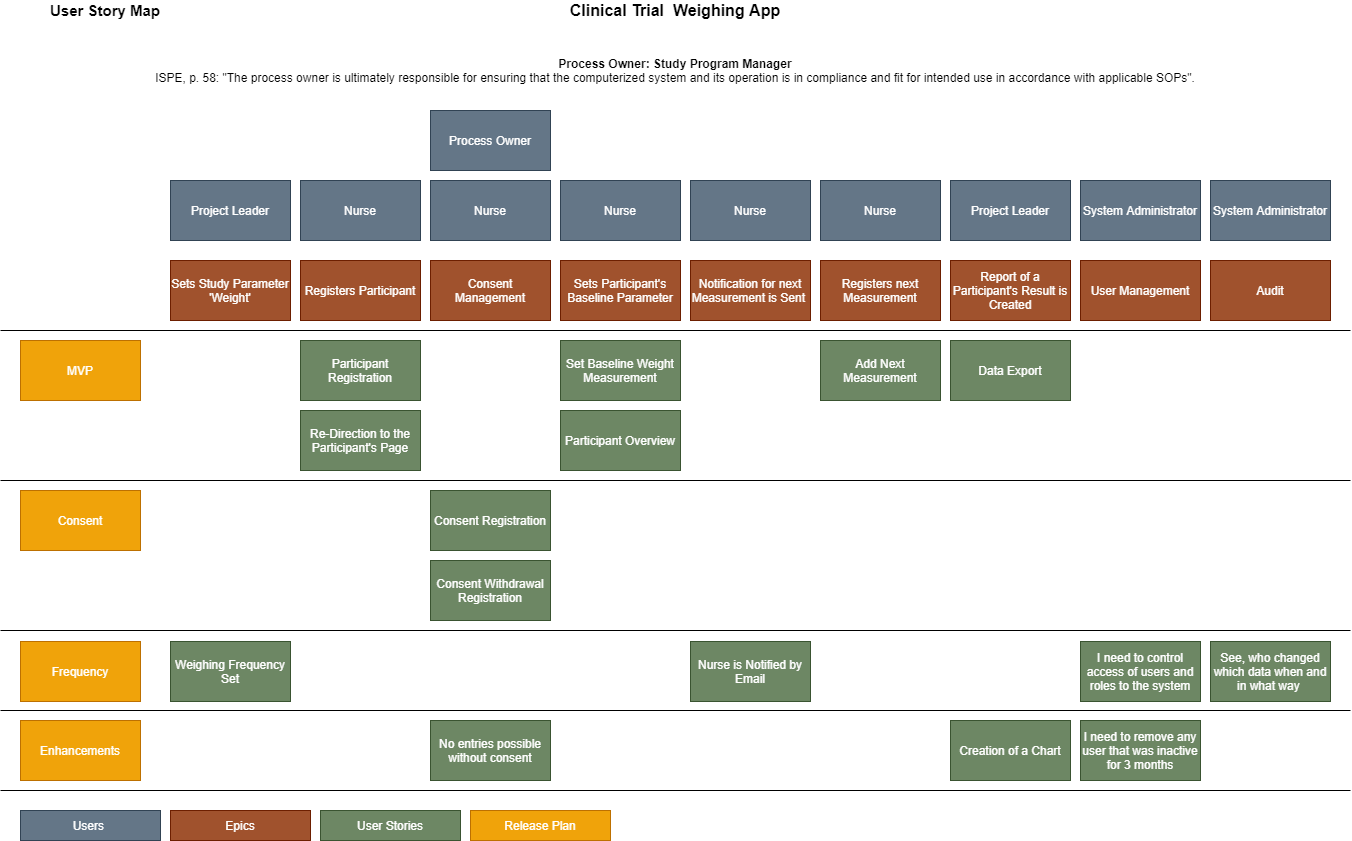 User Story Map
Clinical Trial Weighing App
Process Owner: Study Program Manager
ISPE, p. 58: "The process owner is ultimately responsible for ensuring that the computerized system and its operation is in compliance and fit for intended use in accordance with applicable SOPs".
Process Owner
Project Leader
Nurse
Nurse
Nurse
Nurse
Nurse
Project Leader
System Administrator
System Administrator
Sets Study Parameter
'Weight'
Registers Participant
Consent
Management
Sets Participant's
Baseline Parameter
Notification for next
Measurement is Sent
Registers next
Measurement
Report of a
Participant's Result is
Created
User Management
Audit
MVP
Participant
Registration
Set Baseline Weight
Measurement
Add Next
Measurement
Data Export
Re-Direction to the
Participant's Page
Participant Overview
Consent
Consent Registration
Consent Withdrawal
Registration
Frequency
Weighing Frequency
Set
Nurse is Notified by
Email
I need to control
access of users and
roles to the system
See, who changed
which data when and
in what way
Enhancements
No entries possible
without consent
Creation of a Chart
I need to remove any
user that was inactive
for 3 months
Users
Epics
User Stories
Release Plan